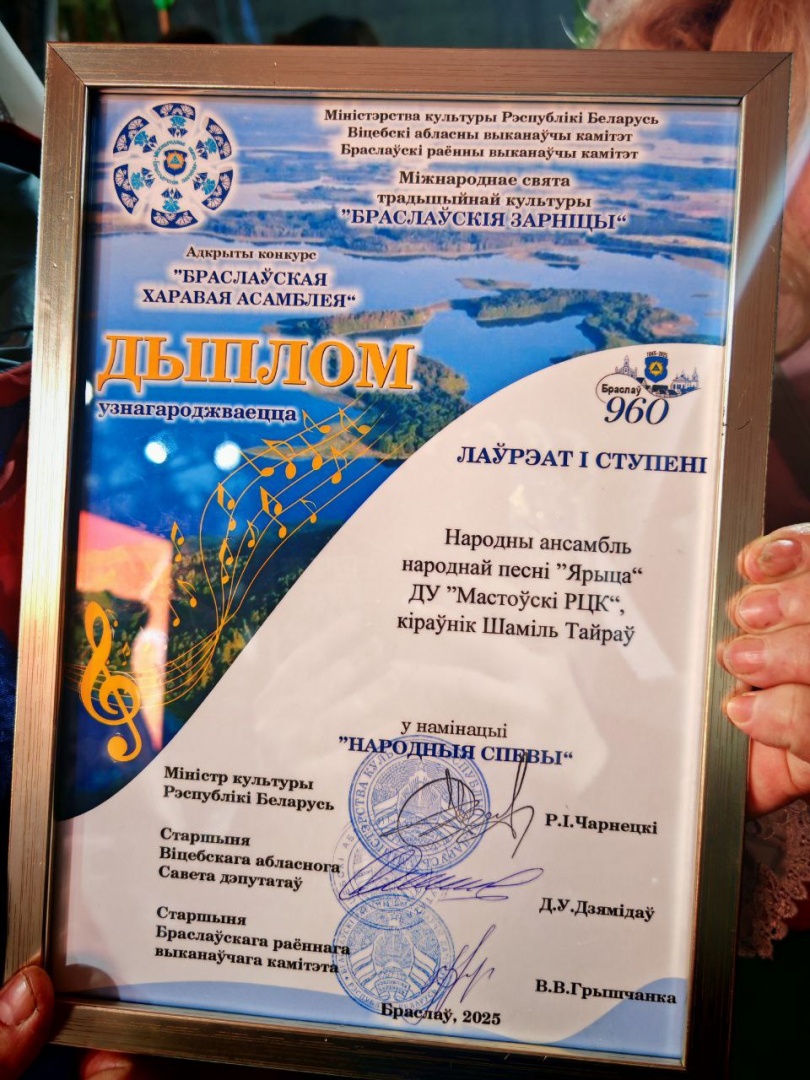 Міністэрства культуры Рэспублікі Беларусь
Віцебскі абласны выканаўчы камітэт
Браслаўскі раённы выканаўчы камітэт
Міжнароднае свята
традыцыйнай культуры
”БРАСЛАЎСКІЯ ЗАРНІЦЫ“
Адкрыты конкурс
”БРАСЛАЎСКАЯ
ХАРАВАЯ АСАМБЛЕЯ“
ДЫПЛОМ
узнагароджваецца
Браслаў
960
ЛАЎРЭАТ І СТУПЕНІ
Народны ансамбль
народнай песні ”Ярыца“
ДУ ”Мастоўскі РЦК“,
кіраўнік Шаміль Таіраў
у намінацыі
”НАРОДНЫЯ СПЕВЫ“
Міністр культуры
Рэспублікі Беларусь
Р.І.Чарнецкі
Старшыня
Віцебскага абласнога
Савета дэпутатаў
Д.У.Дзямідаў
Старшыня
Браслаўскага раённага
выканаўчага камітэта
В.В.Грышчанка
Браслаў, 2025